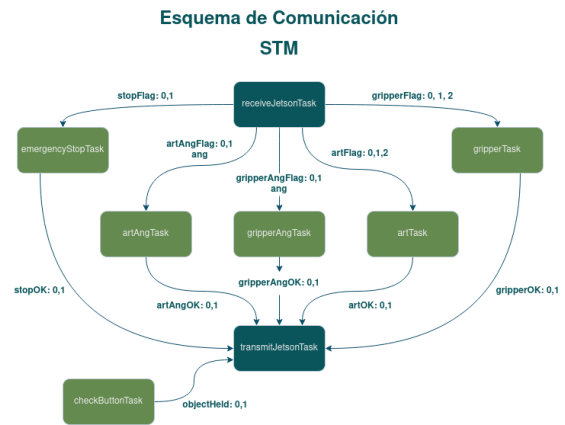 Esquema de Comunicación
STM
receiveJetsonTask
stopFlag: 0,1
gripperFlag: 0, 1, 2
emergencyStopTask
artAngFlag: 0,1
ang
gripperAngFlag: 0,1
ang
artFlag: 0,1,2
gripperTask
artAngTask
gripperAngTask
artTask
stopOK: 0,1
artAngOK: 0,1
gripperAngOK: 0,1
artOK: 0,1
gripperOK: 0,1
transmitJetsonTask
checkButtonTask
objectHeld: 0,1